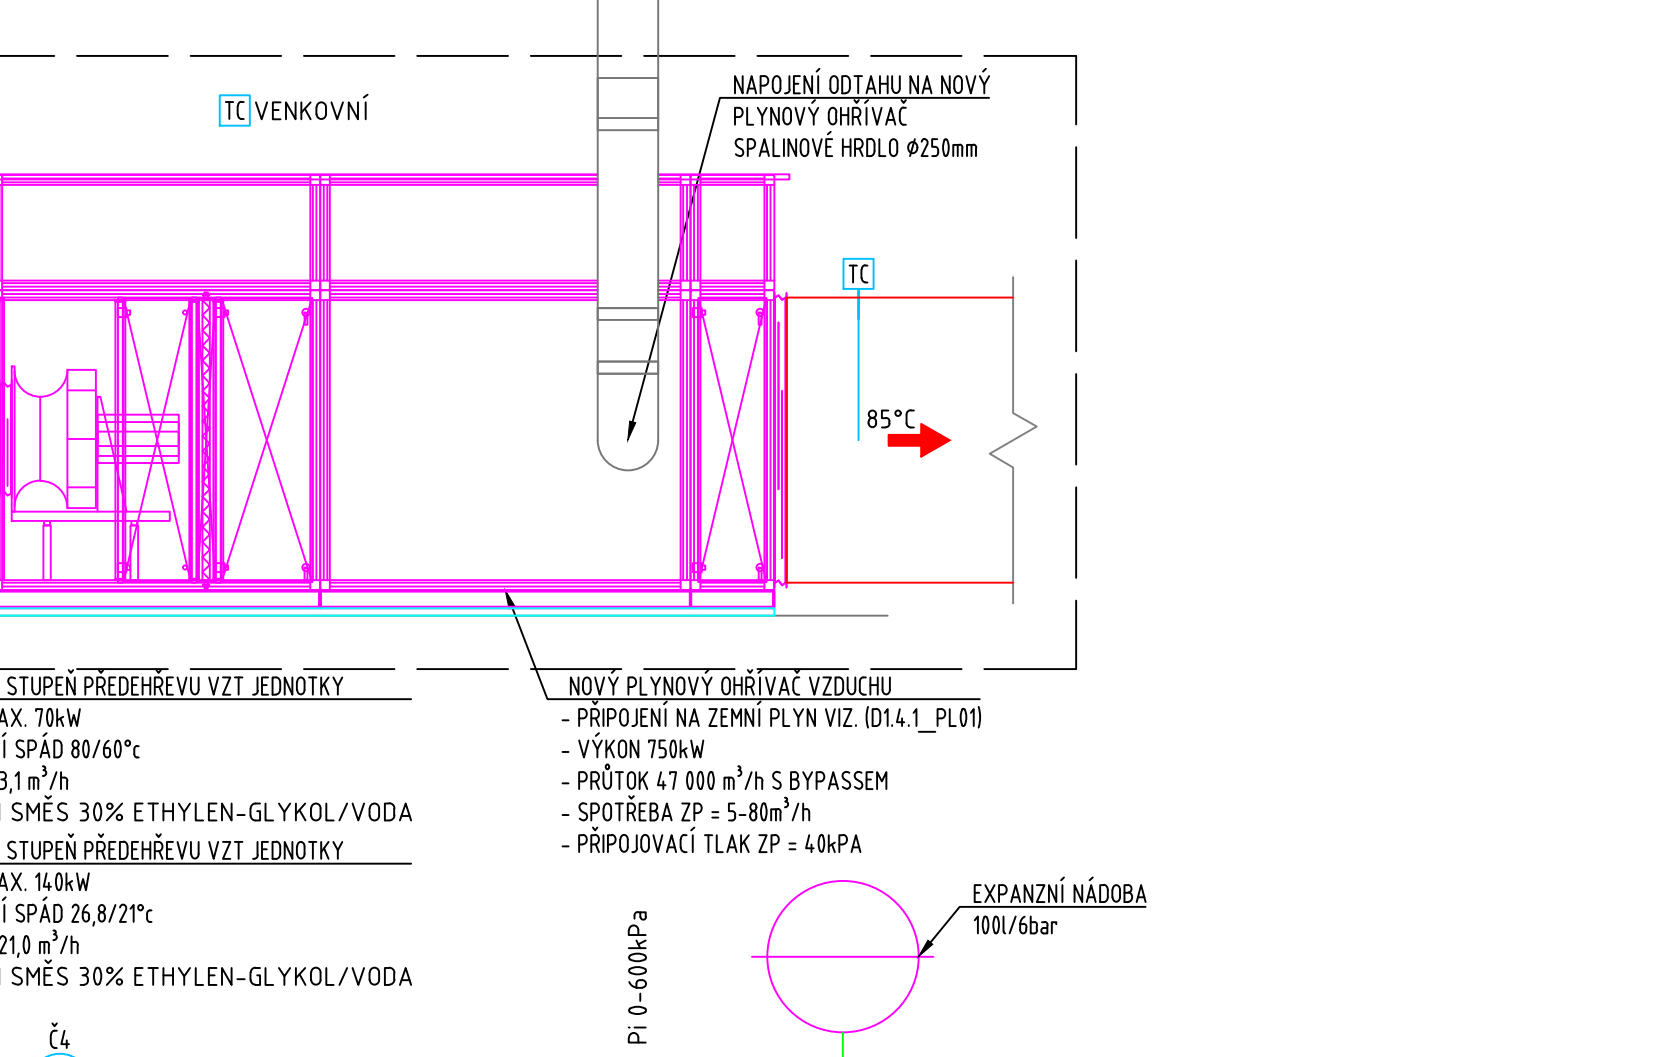 NAPOJENÍ ODTAHU NA NOVÝ
PLYNOVÝ OHŘÍVAČ
SPALINOVÉ HRDLO Ø250mm
TC VENKOVNÍ
TC
85°C
STUPEŇ PŘEDEHŘEVU VZT JEDNOTKY
AX. 70kW
Í SPÁD 80/60°c
3,1 m³/h
SMĚS 30% ETHYLEN-GLYKOL/VODA
STUPEŇ PŘEDEHŘEVU VZT JEDNOTKY
AX. 140kW
Í SPÁD 26,8/21°c
21,0 m³/h
SMĚS 30% ETHYLEN-GLYKOL/VODA
NOVÝ PLYNOVÝ OHŘÍVAČ VZDUCHU
- PŘIPOJENÍ NA ZEMNÍ PLYN VIZ. (D1.4.1_PL01)
- VÝKON 750kW
- PRŮTOK 47 000 m³/h S BYPASSEM
- SPOTŘEBA ZP = 5-80m³/h
- PŘIPOJOVACÍ TLAK ZP = 40kPA
EXPANZNÍ NÁDOBA
100l/6bar
Pi 0-600kPa
Č4